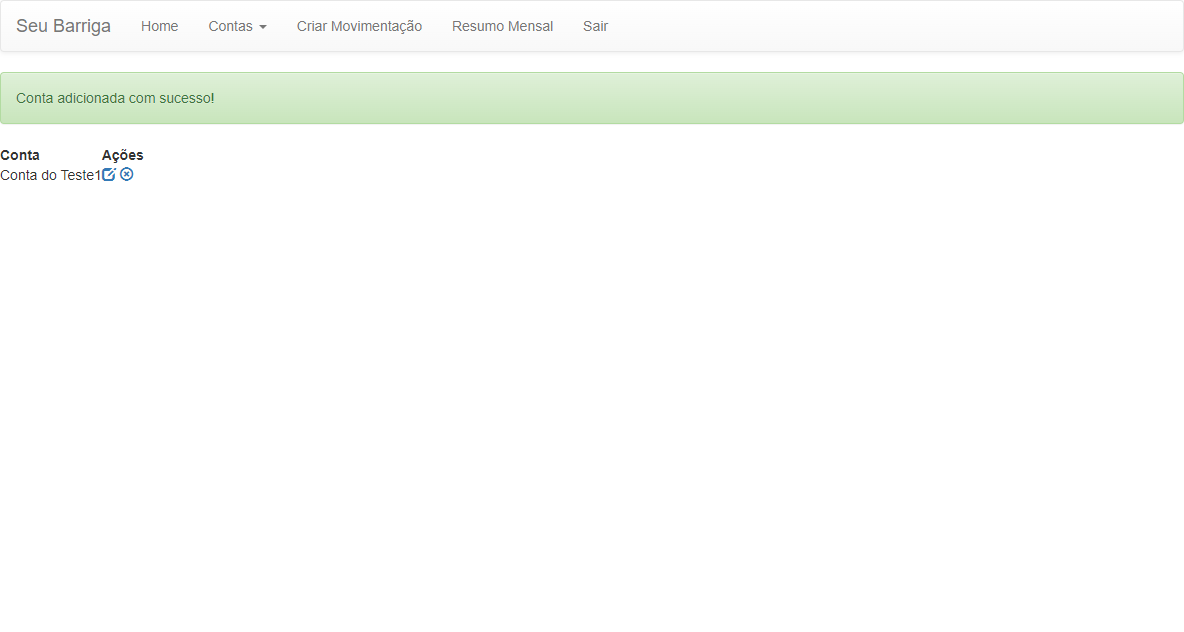 Seu Barriga Home Contas Criar Movimentação Resumo Mensal Sair
Conta adicionada com sucesso!
Conta Ações
Conta do Teste1